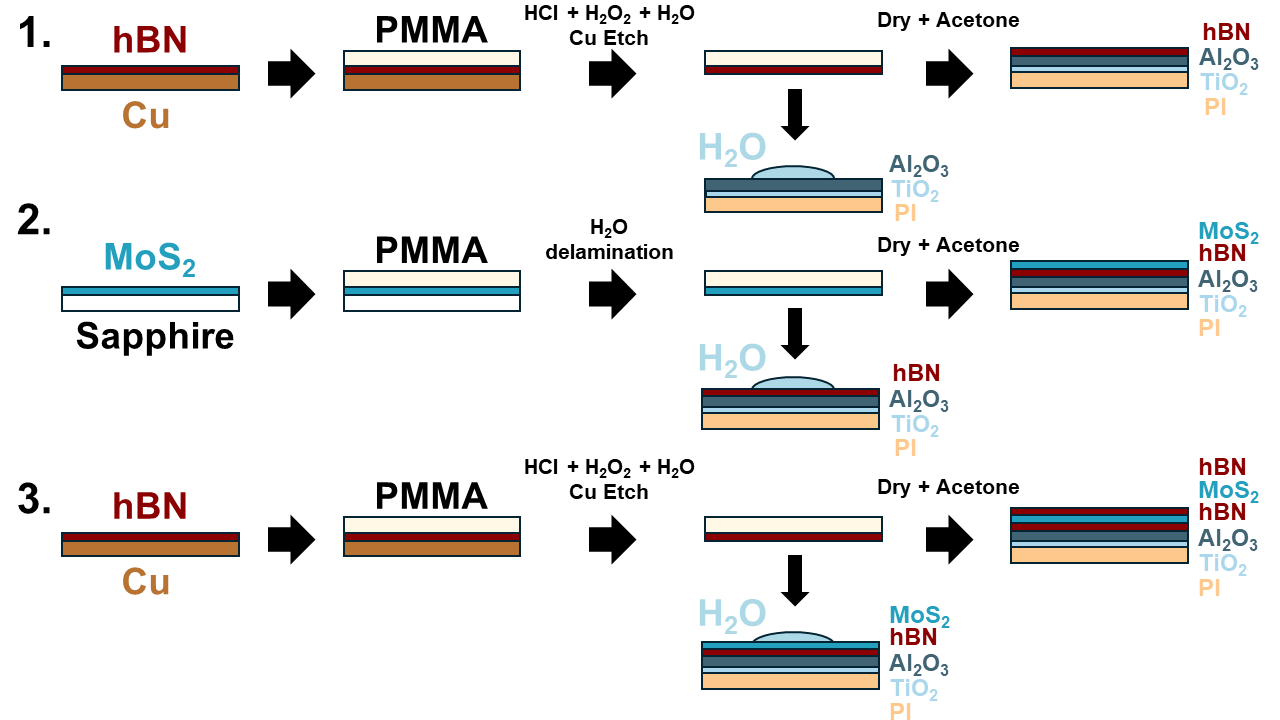 1.
hBN
Cu
PMMA
HCl + H₂O₂ + H₂O
Cu Etch
Dry + Acetone
hBN
Al₂O₃
TiO₂
PI
H₂O
Al₂O₃
TiO₂
PI
2.
MoS₂
Sapphire
PMMA
H₂O
delamination
Dry + Acetone
MoS₂
hBN
Al₂O₃
TiO₂
PI
H₂O
hBN
Al₂O₃
TiO₂
PI
3.
hBN
Cu
PMMA
HCl + H₂O₂ + H₂O
Cu Etch
Dry + Acetone
hBN
MoS₂
hBN
Al₂O₃
TiO₂
PI
H₂O
MoS₂
hBN
Al₂O₃
TiO₂
PI